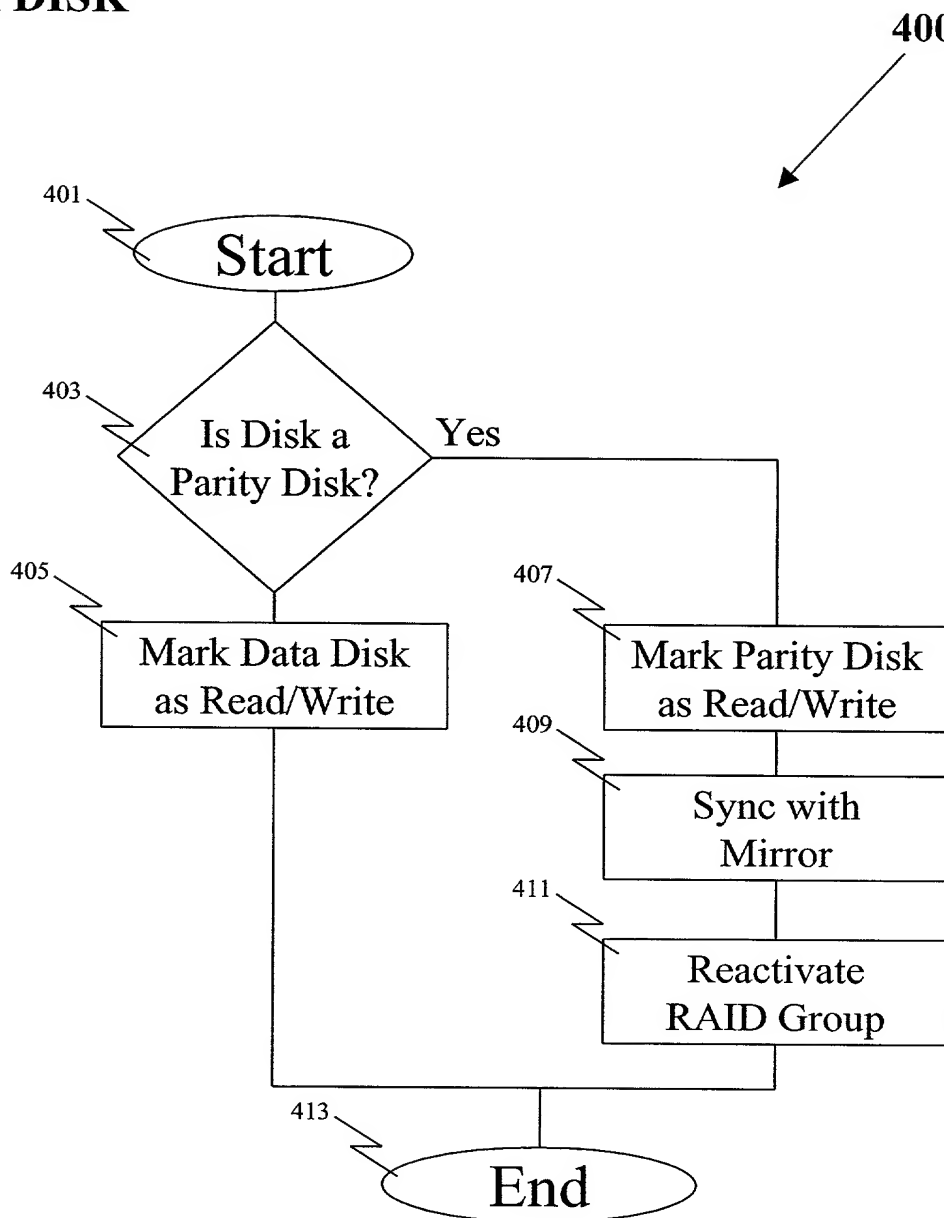 DISK
400
401
Start
403
Is Disk a
Parity Disk?
Yes
405
Mark Data Disk
as Read/Write
407
Mark Parity Disk
as Read/Write
409
Sync with
Mirror
411
Reactivate
RAID Group
413
End